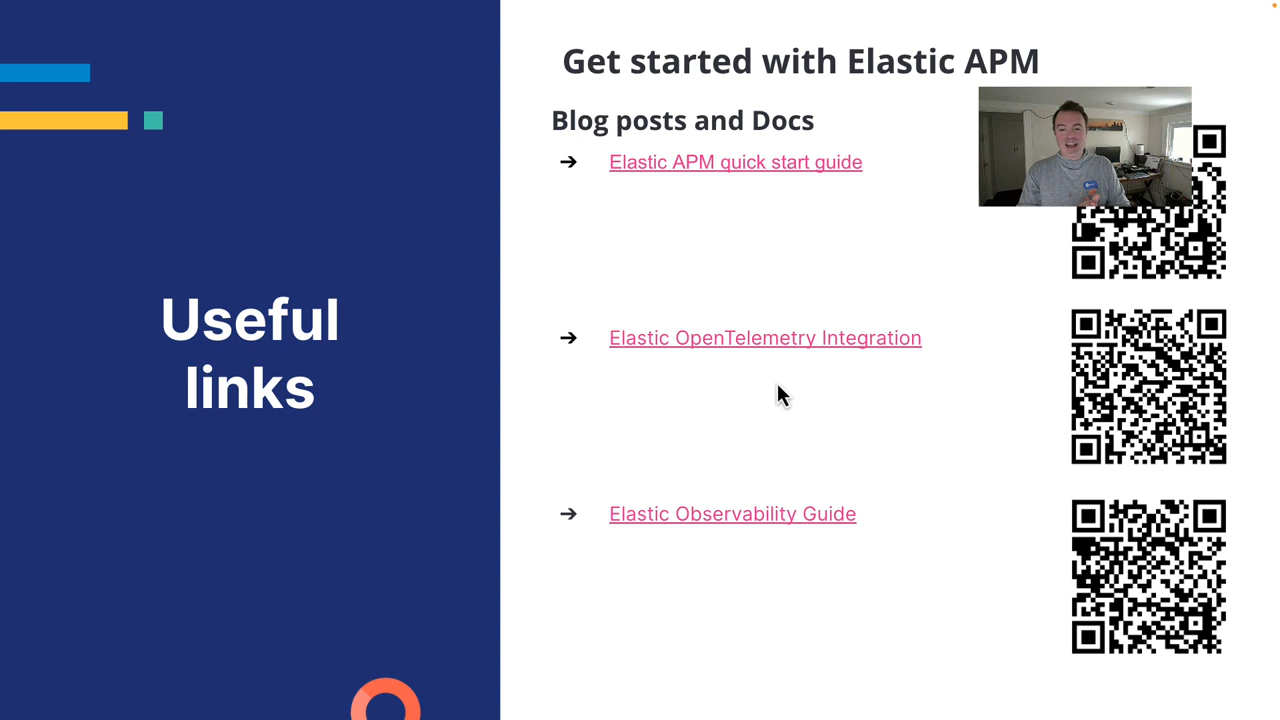 Useful
links
Get started with Elastic APM
Blog posts and Docs
➔ Elastic APM quick start guide
➔ Elastic OpenTelemetry Integration
➔ Elastic Observability Guide